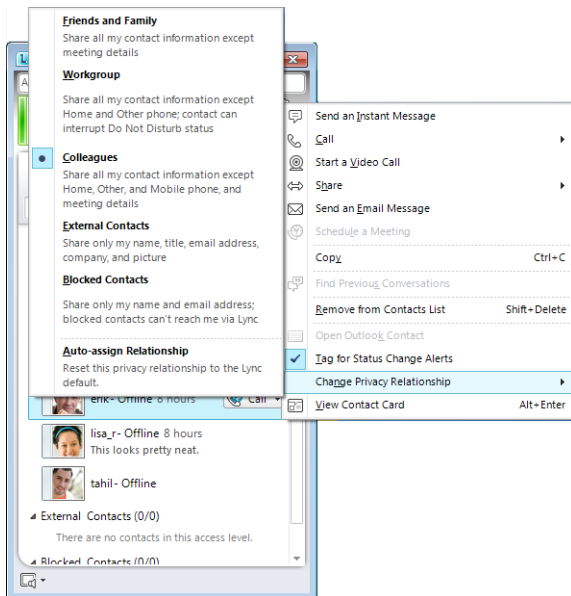 Friends and Family
Share all my contact information except
meeting details
Workgroup
Share all my contact information except
Home and Other phone; contact can
interrupt Do Not Disturb status
Colleagues
Share all my contact information except
Home, Other, and Mobile phone, and
meeting details
External Contacts
Share only my name, title, email address,
company, and picture
Blocked Contacts
Share only my name and email address;
blocked contacts can't reach me via Lync
Auto-assign Relationship
Reset this privacy relationship to the Lync
default.
Send an Instant Message
Call
Start a Video Call
Share
Send an Email Message
Schedule a Meeting
Copy Ctrl+C
Find Previous Conversations
Remove from Contacts List Shift+Delete
Open Outlook Contact
Tag for Status Change Alerts
Change Privacy Relationship
View Contact Card Alt+Enter
erik- Offline 8 hours Call
lisa_r- Offline 8 hours
This looks pretty neat.
tahil- Offline
External Contacts (0/0)
There are no contacts in this access level.
Blocked Contacts (0/0)